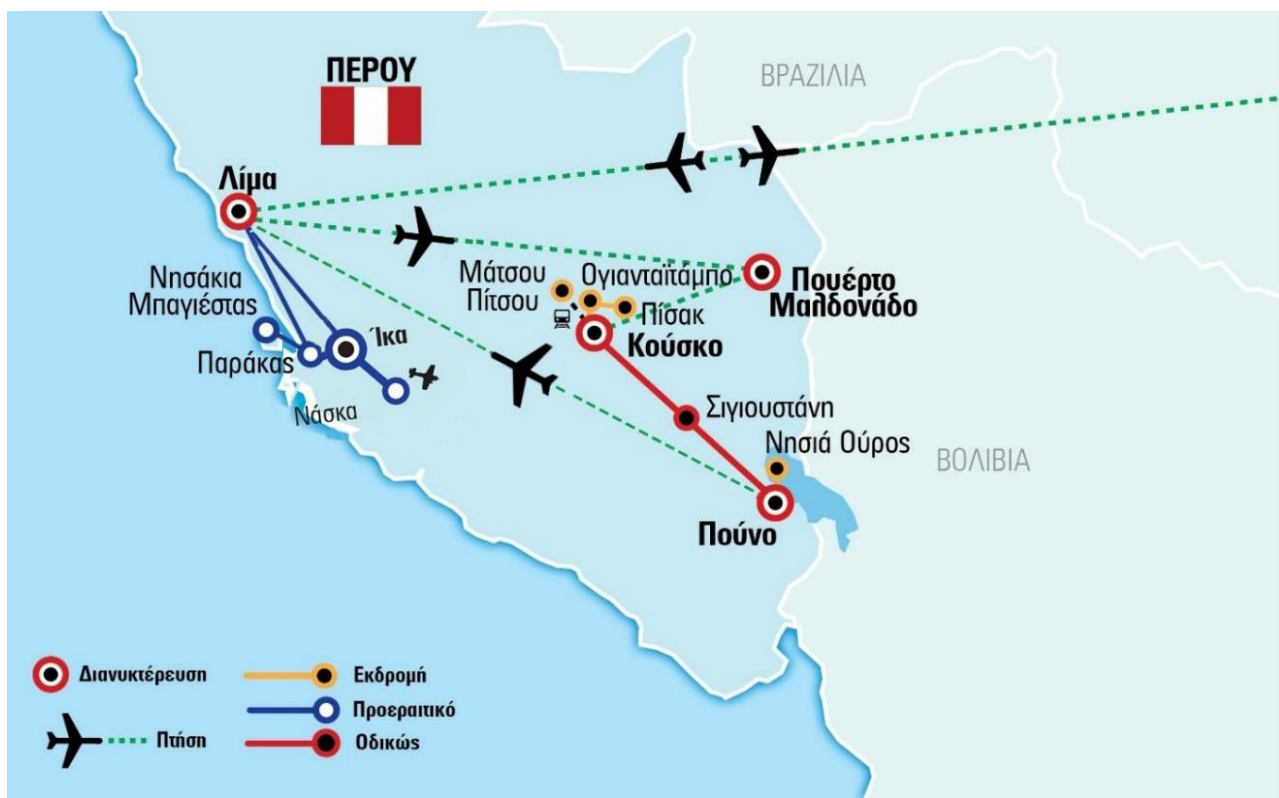 ΠΕΡΟΥ
ΒΡΑΖΙΛΙΑ
Λίμα
Νησάκια
Μπαγιέστας
Παράκας
Ίκα
Νάσκα
Μάτσου
Πίτσου
Ογιανταϊτάμπο
Πίσακ
Κούσκο
Πουέρτο
Μαλδονάδο
Σιγιουστάνη
Νησιά Ούρος
ΒΟΛΙΒΙΑ
Πούνο
Διανυκτέρευση
Πτήση
Εκδρομή
Προεραιτικό
Οδικώς